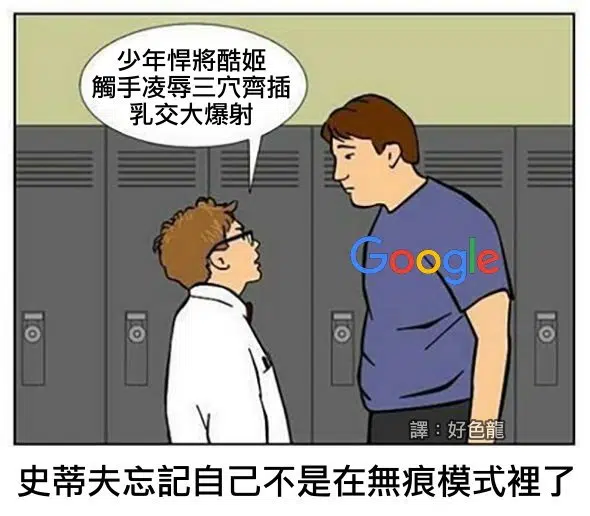 少年悍將酷姬
觸手凌辱三穴齊插
乳交大爆射
Google
譯：好色龍
史蒂夫忘記自己不是在無痕模式裡了